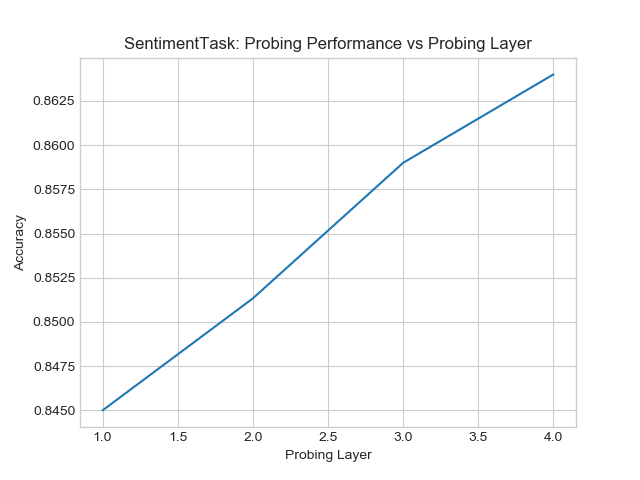 SentimentTask: Probing Performance vs Probing Layer
Accuracy
0.8625
0.8600
0.8575
0.8550
0.8525
0.8500
0.8475
0.8450
1.0 1.5 2.0 2.5 3.0 3.5 4.0
Probing Layer